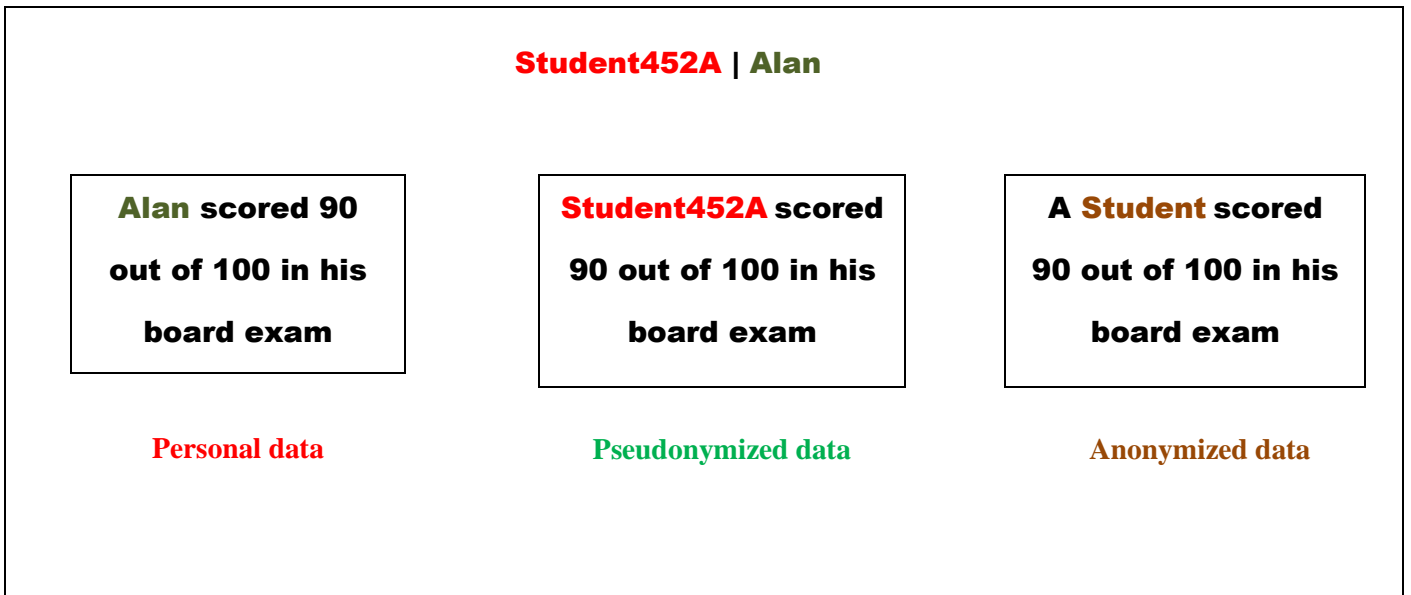 Student452A | Alan
Alan scored 90
out of 100 in his
board exam
Student452A scored
90 out of 100 in his
board exam
A Student scored
90 out of 100 in his
board exam
Personal data
Pseudonymized data
Anonymized data